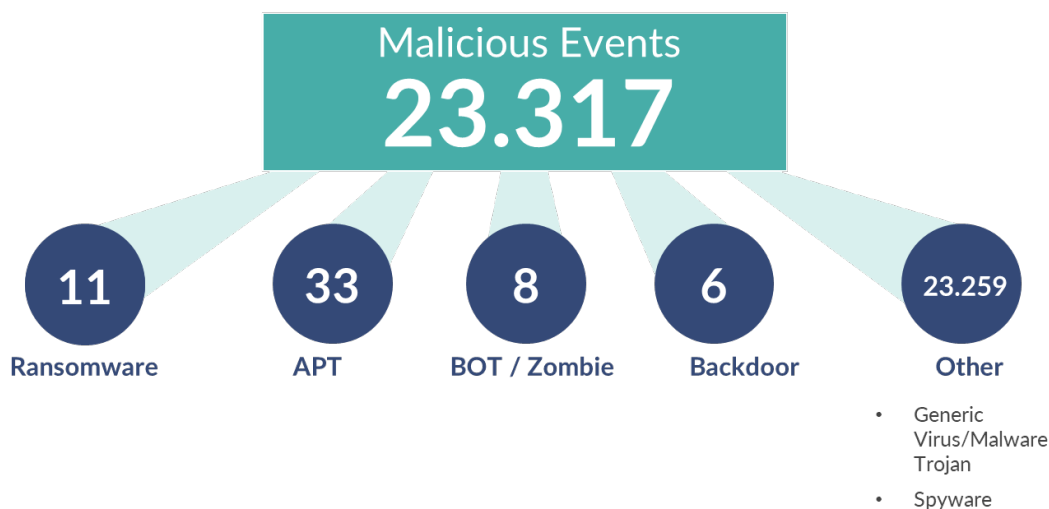 Malicious Events
23.317
11
33
8
6
23.259
Ransomware
APT
BOT / Zombie
Backdoor
Other
• Generic
Virus/Malware
Trojan
• Spyware